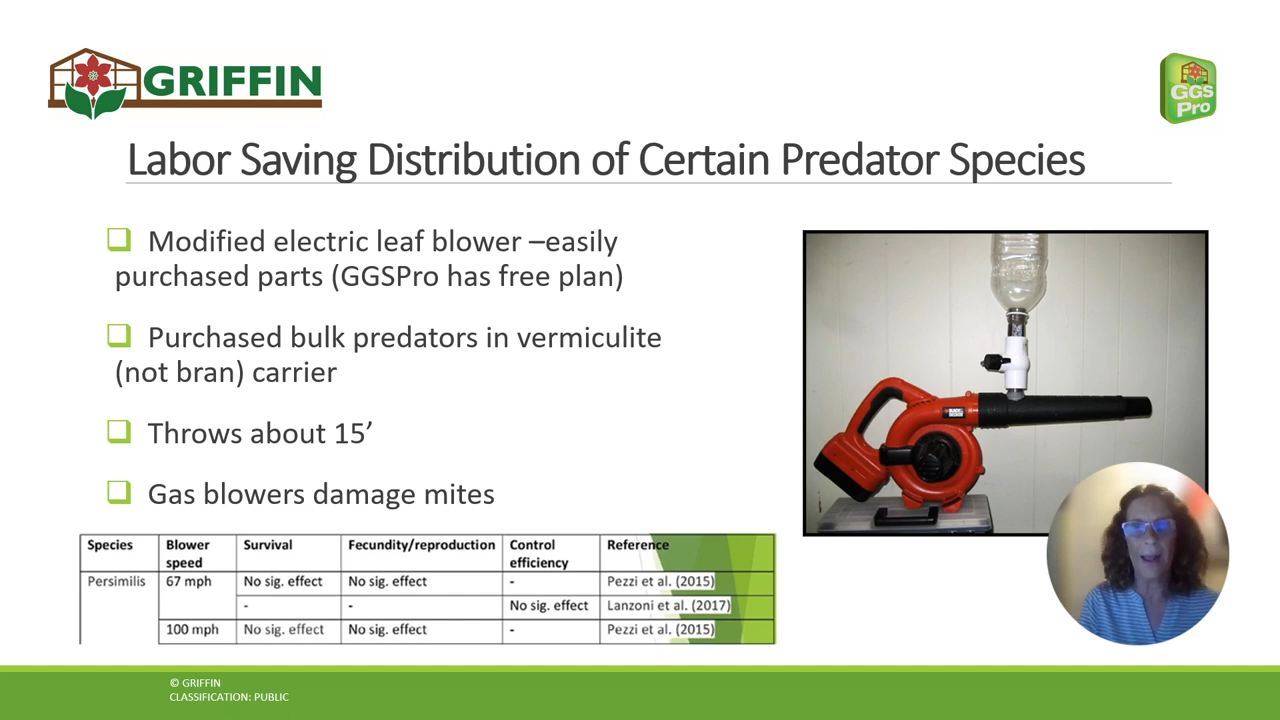 GRIFFIN
GGS
Pro
Labor Saving Distribution of Certain Predator Species
Modified electric leaf blower –easily
purchased parts (GGSPro has free plan)
Purchased bulk predators in vermiculite
(not bran) carrier
Throws about 15’
Gas blowers damage mites
BLACK&
DECKER
Species Blower speed Survival Fecundity/reproduction Control efficiency Reference
Persimilis 67 mph No sig. effect No sig. effect - Pezzi et al. (2015)
- - No sig. effect Lanzoni et al. (2017)
100 mph No sig. effect No sig. effect - Pezzi et al. (2015)
© GRIFFIN
CLASSIFICATION: PUBLIC